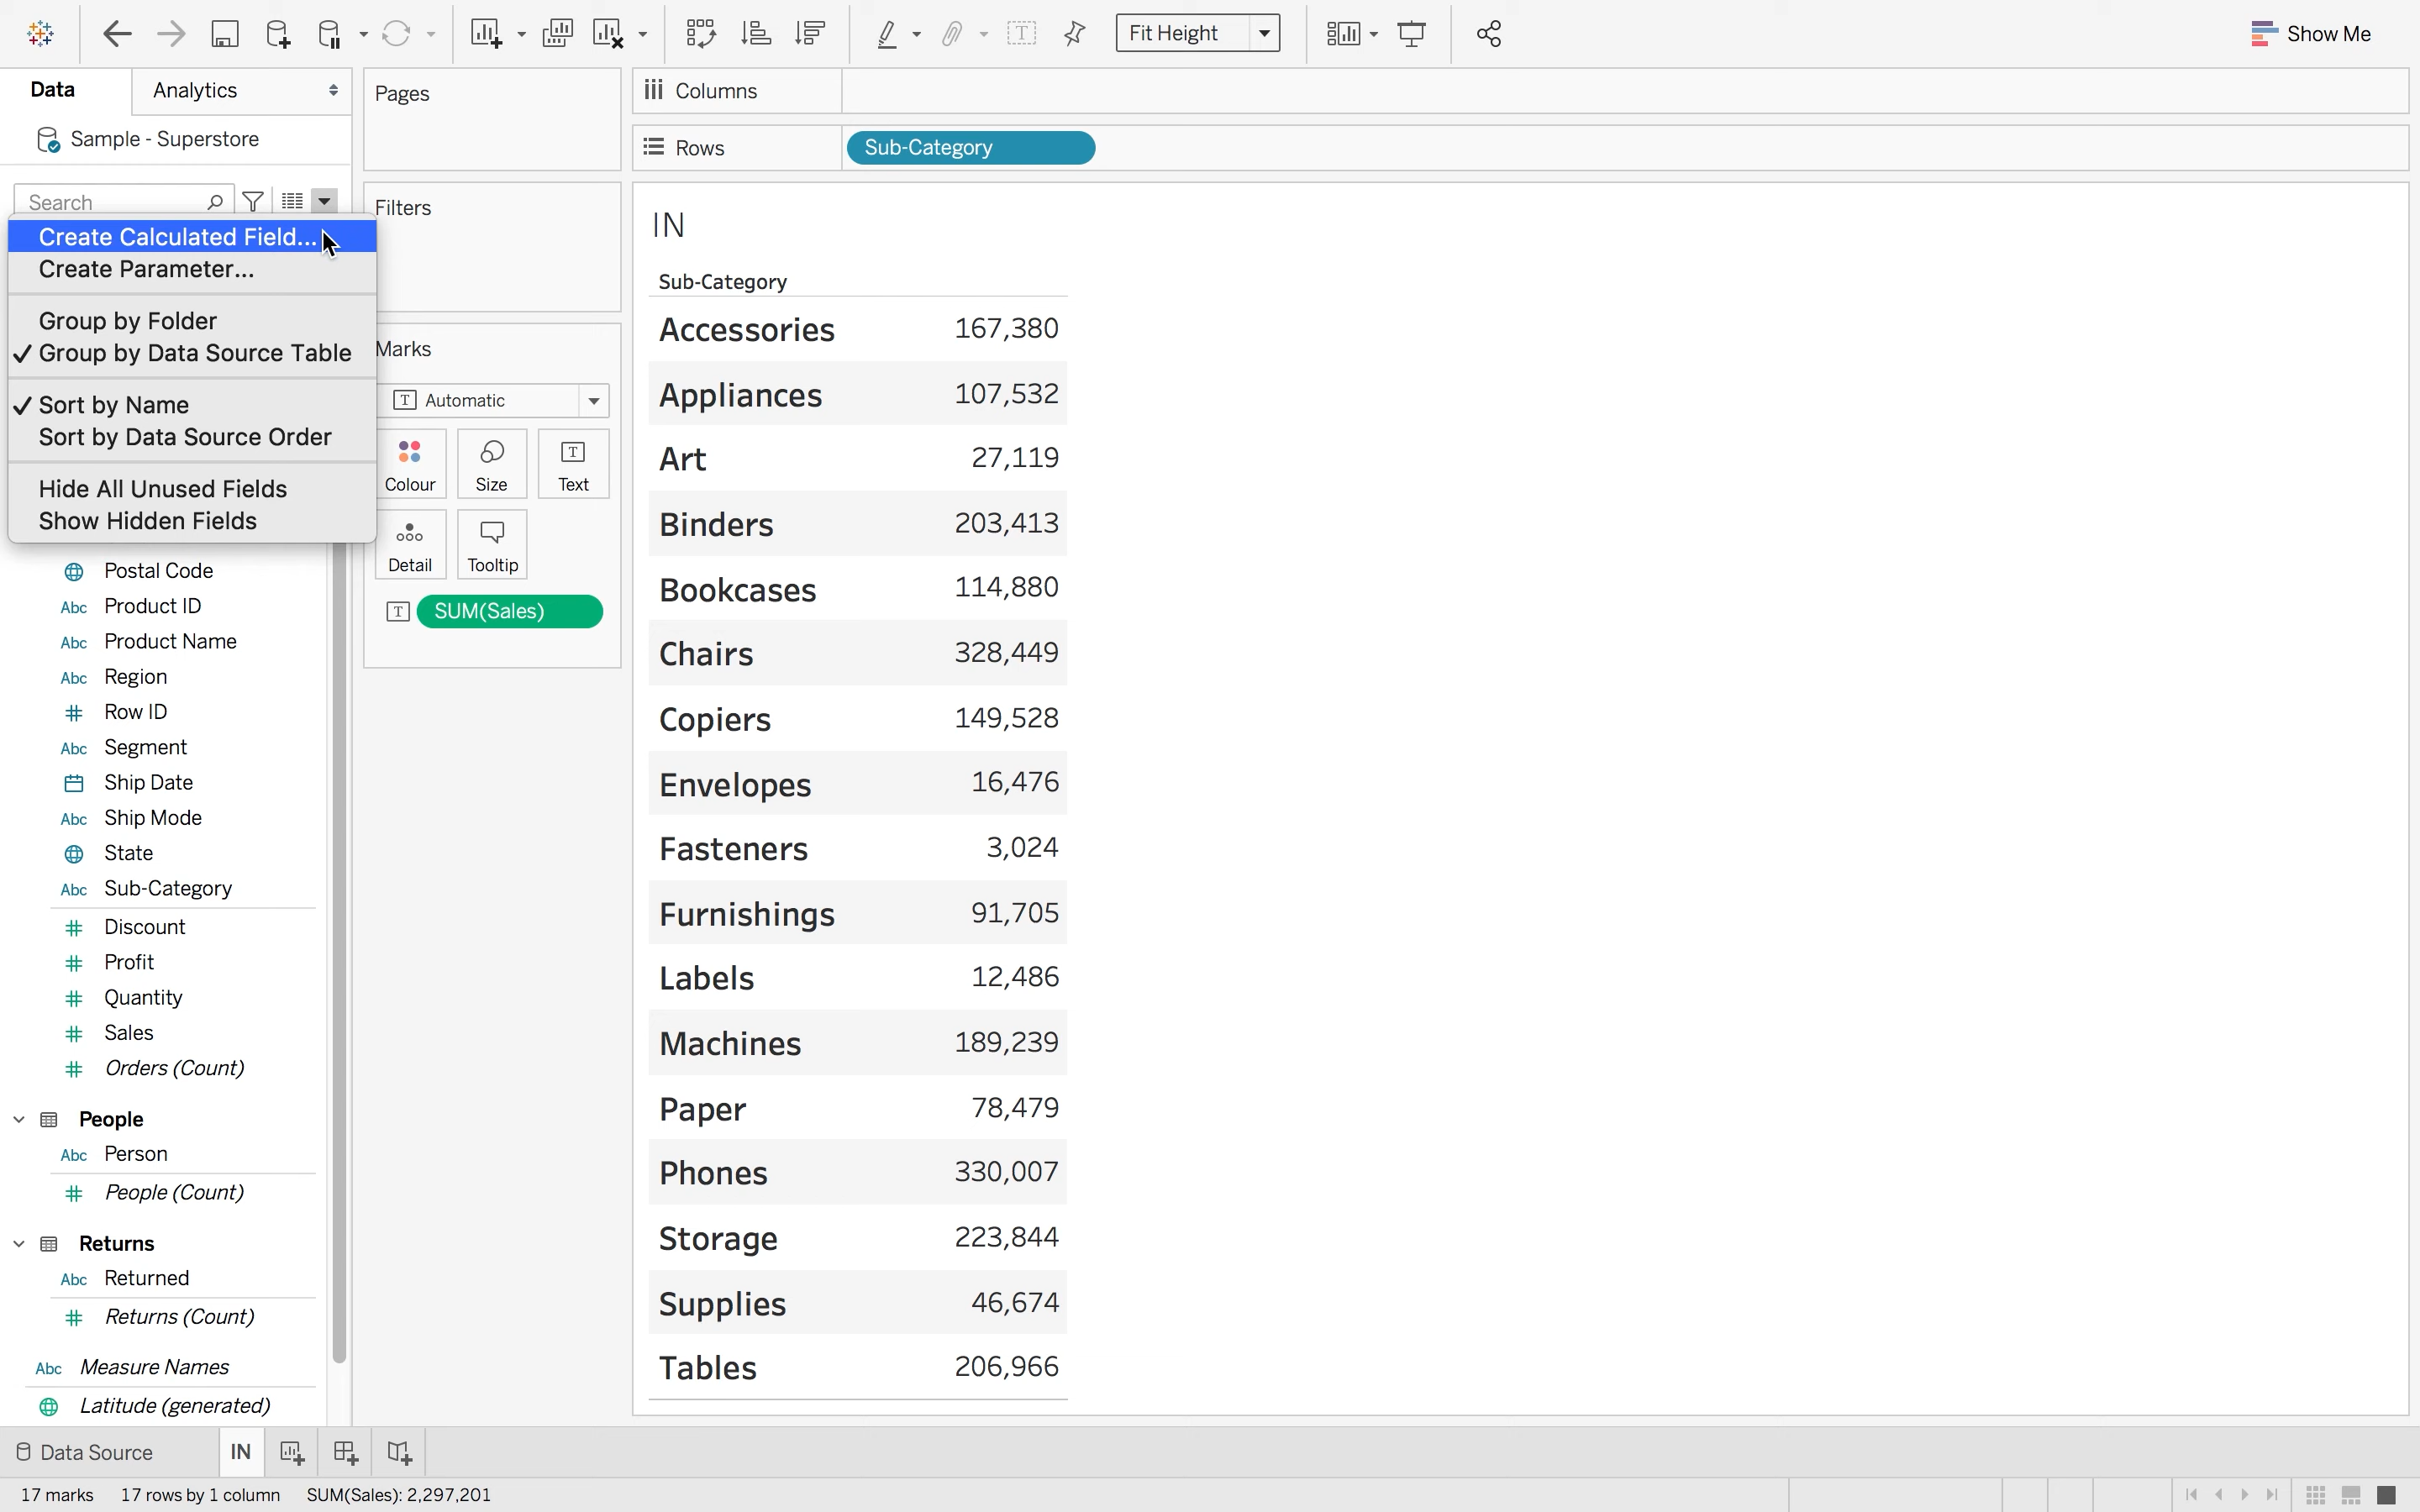 Fit Height
Show Me
Data
Analytics
Sample - Superstore
Search
Create Calculated Field...
Create Parameter...
Group by Folder
Group by Data Source Table
Sort by Name
Sort by Data Source Order
Hide All Unused Fields
Show Hidden Fields
Postal Code
Abc Product ID
Abc Product Name
Abc Region
Row ID
Abc Segment
Ship Date
Abc Ship Mode
State
Abc Sub-Category
Discount
Profit
Quantity
Sales
Orders (Count)
People
Abc Person
People (Count)
Returns
Abc Returned
Returns (Count)
Abc Measure Names
Latitude (generated)
Pages
Filters
Marks
T Automatic
Colour Size Text
Detail Tooltip
T SUM(Sales)
Columns
Rows Sub-Category
IN
Sub-Category
Accessories 167,380
Appliances 107,532
Art 27,119
Binders 203,413
Bookcases 114,880
Chairs 328,449
Copiers 149,528
Envelopes 16,476
Fasteners 3,024
Furnishings 91,705
Labels 12,486
Machines 189,239
Paper 78,479
Phones 330,007
Storage 223,844
Supplies 46,674
Tables 206,966
Data Source IN
17 marks 17 rows by 1 column SUM(Sales): 2,297,201